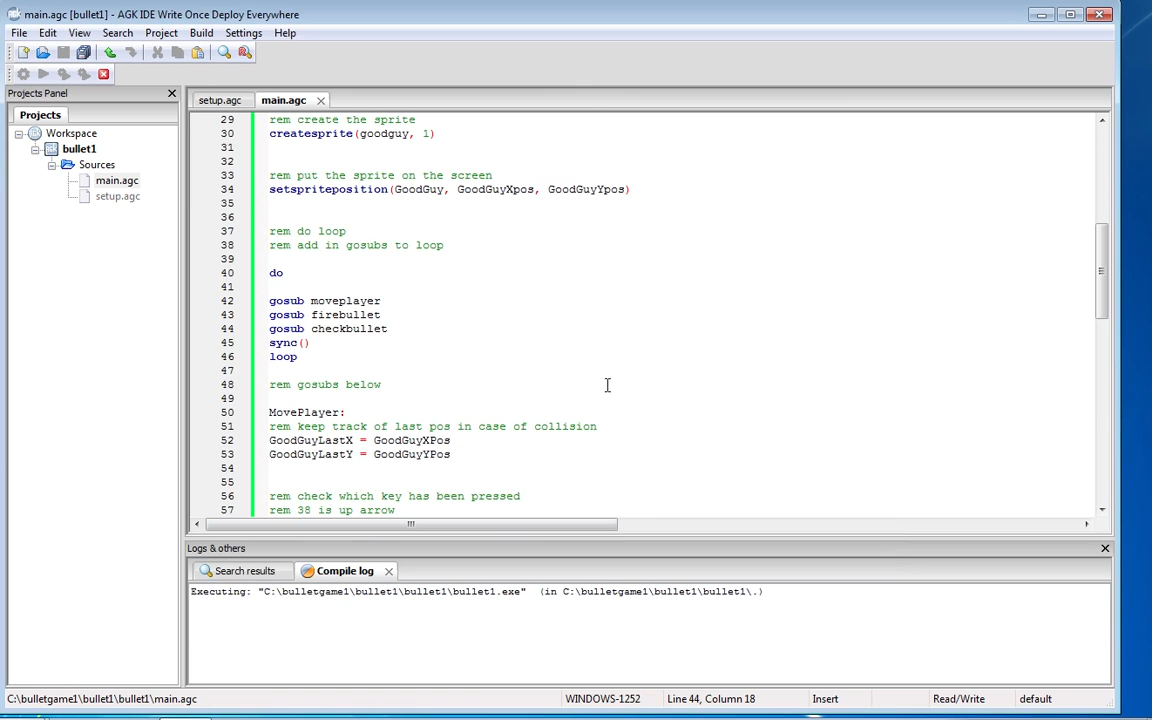 main.agc [bullet1] - AGK IDE Write Once Deploy Everywhere
File Edit View Search Project Build Settings Help
Projects Panel
Projects
Workspace
bullet1
Sources
main.agc
setup.agc
setup.agc main.agc
29 rem create the sprite
30 createsprite(goodguy, 1)
31
32
33 rem put the sprite on the screen
34 setspriteposition(GoodGuy, GoodGuyXpos, GoodGuyYpos)
35
36
37 rem do loop
38 rem add in gosubs to loop
39
40 do
41
42 gosub moveplayer
43 gosub firebullet
44 gosub checkbullet
45 sync()
46 loop
47
48 rem gosubs below
49
50 MovePlayer:
51 rem keep track of last pos in case of collision
52 GoodGuyLastX = GoodGuyXPos
53 GoodGuyLastY = GoodGuyYPos
54
55
56 rem check which key has been pressed
57 rem 38 is up arrow
Logs & others
Search results Compile log
Executing: "C:\bulletgame1\bullet1\bullet1\bullet1.exe" (in C:\bulletgame1\bullet1\bullet1\.)
C:\bulletgame1\bullet1\bullet1\main.agc WINDOWS-1252 Line 44, Column 18 Insert Read/Write default